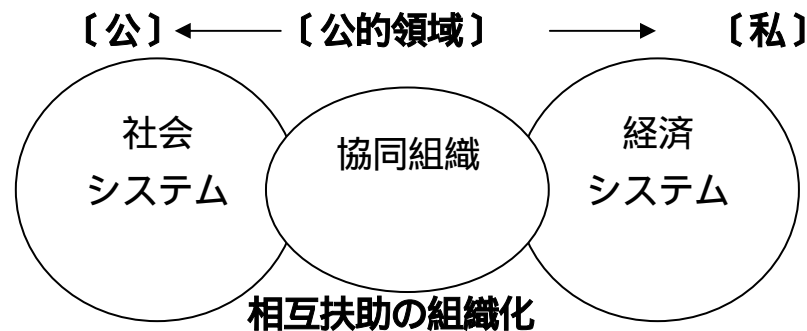 〔公〕 〔公的領域〕 〔私〕
社会
システム
協同組織
経済
システム
相互扶助の組織化